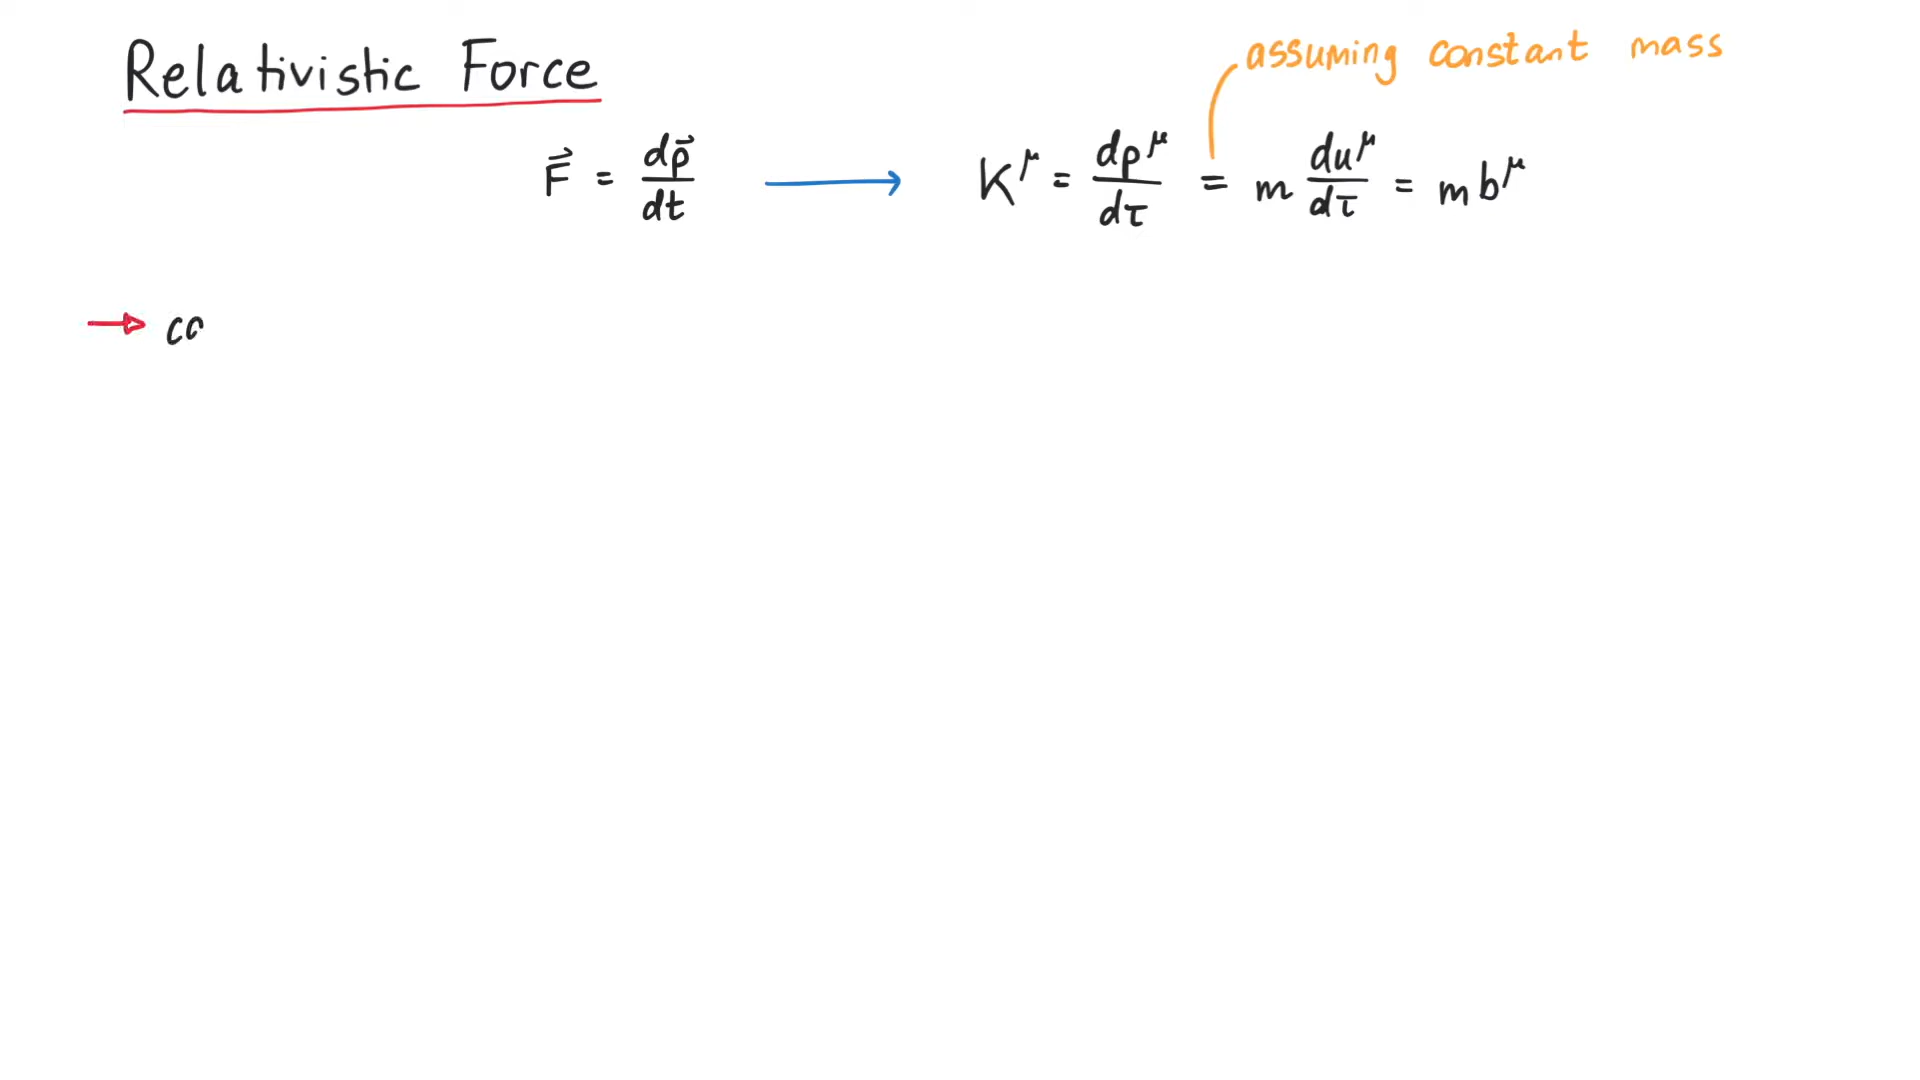 Relativistic Force
assuming constant mass
F⃗ = dp⃗/dt ⟶ K^μ = dp^μ/dτ = m du^μ/dτ = m b^μ
→ co